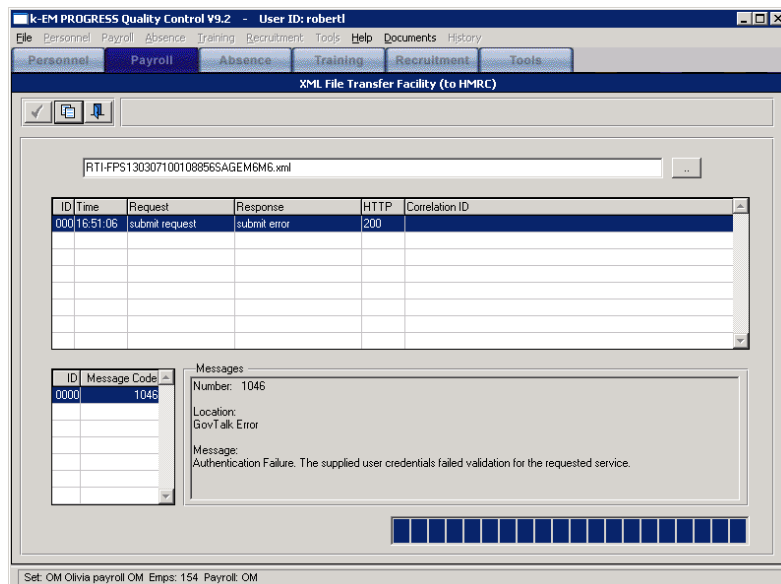 k-EM PROGRESS Quality Control V9.2 - User ID: robertl
File Personnel Payroll Absence Training Recruitment Tools Help Documents History
Personnel Payroll Absence Training Recruitment Tools
XML File Transfer Facility (to HMRC)
RTI-FPS130307100108856SAGEM6M6.xml
..
ID Time Request Response HTTP Correlation ID
000 16:51:06 submit request submit error 200
ID Message Code
0000 1046
Messages
Number: 1046
Location:
GovTalk Error
Message:
Authentication Failure. The supplied user credentials failed validation for the requested service.
Set: OM Olivia payroll OM Emps: 154 Payroll: OM